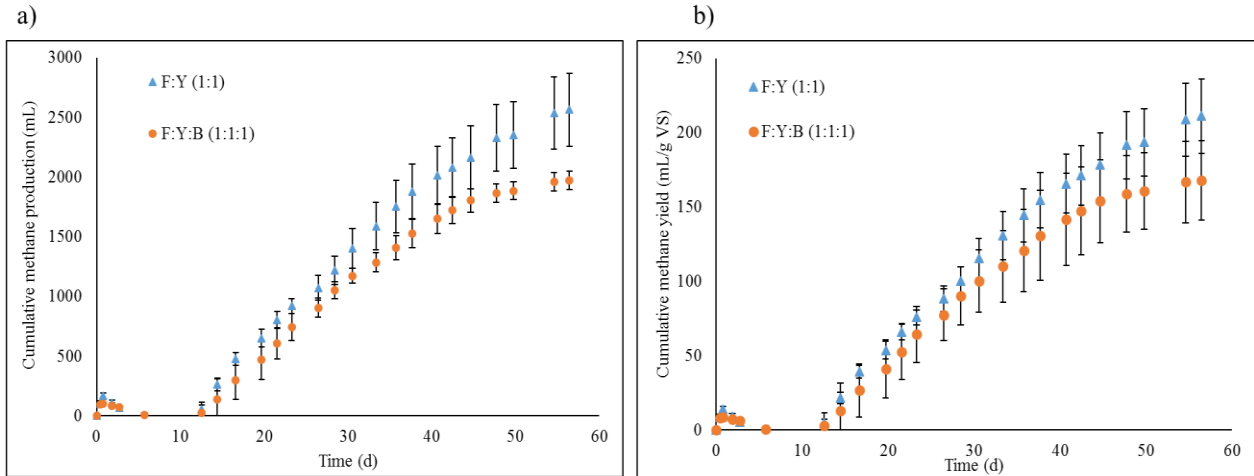 a)
3000
2500
2000
1500
1000
500
0
Cumulative methane production (mL)
F:Y (1:1)
F:Y:B (1:1:1)
0 10 20 30 40 50 60
Time (d)
b)
250
200
150
100
50
0
Cumulative methane yield (mL/g VS)
F:Y (1:1)
F:Y:B (1:1:1)
0 10 20 30 40 50 60
Time (d)